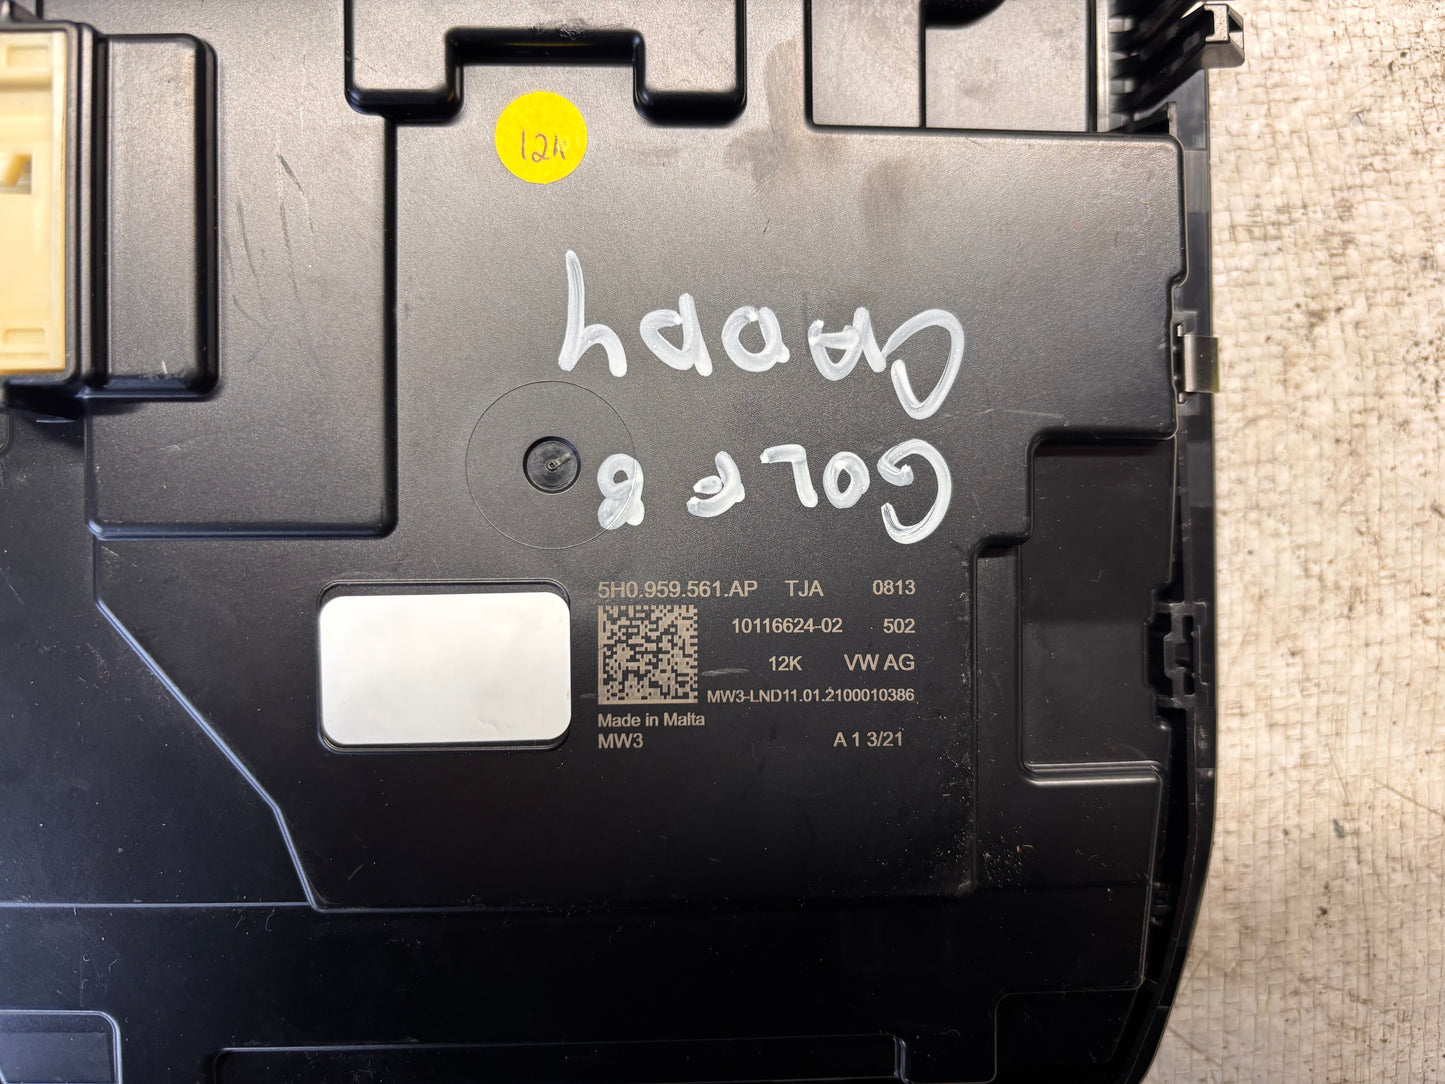 12K
CADDY
GOLF 8
5H0.959.561.AP TJA 0813
10116624-02 502
12K VW AG
MW3-LND11.01.2100010386
Made in Malta
MW3 A 1 3/21